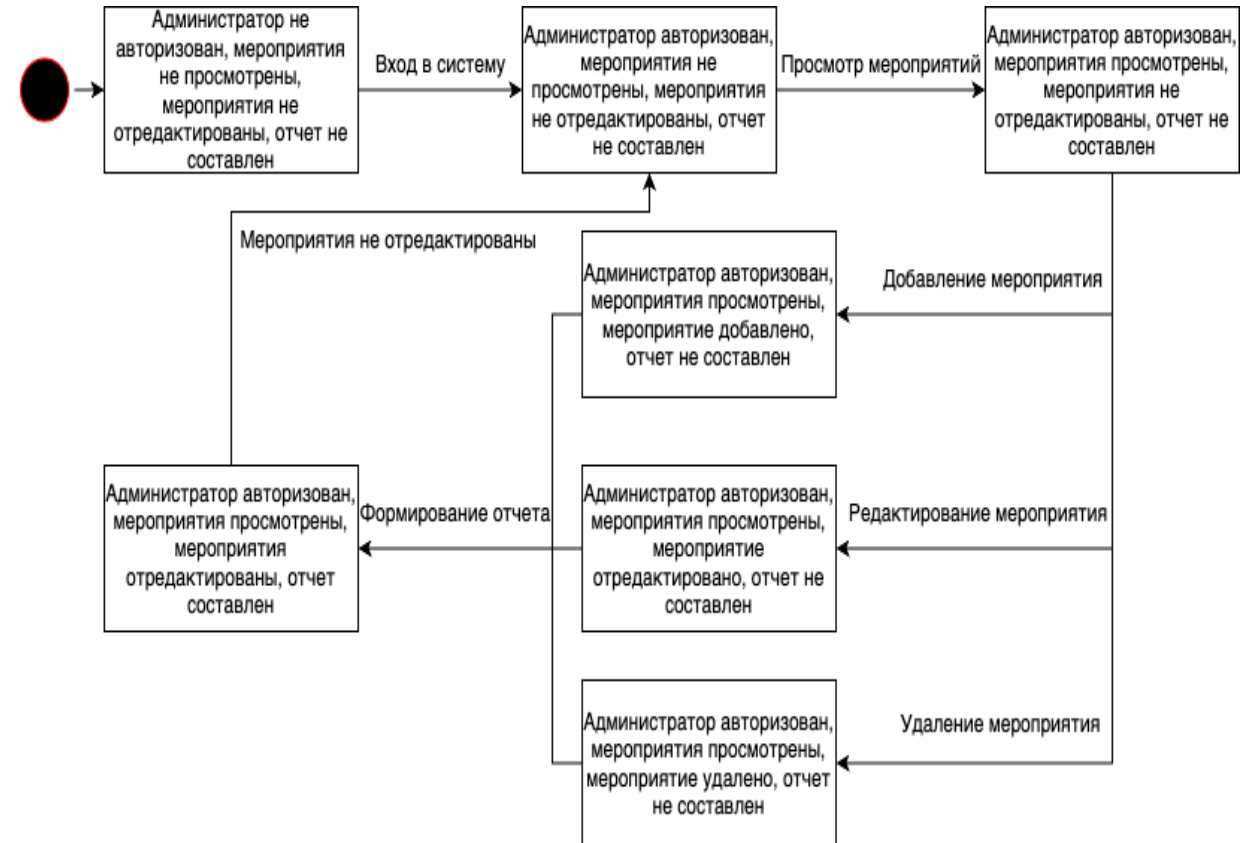 Администратор не
авторизован, мероприятия
не просмотрены,
мероприятия не
отредактированы, отчет не
составлен
Вход в систему
Администратор авторизован,
мероприятия не
просмотрены, мероприятия
не отредактированы, отчет
не составлен
Просмотр мероприятий
Администратор авторизован,
мероприятия просмотрены,
мероприятия не
отредактированы, отчет не
составлен
Мероприятия не отредактированы
Администратор авторизован,
мероприятия просмотрены,
мероприятие добавлено,
отчет не составлен
Добавление мероприятия
Администратор авторизован,
мероприятия просмотрены,
мероприятия
отредактированы, отчет
составлен
Формирование отчета
Администратор авторизован,
мероприятия просмотрены,
мероприятие
отредактировано, отчет не
составлен
Редактирование мероприятия
Администратор авторизован,
мероприятия просмотрены,
мероприятие удалено, отчет
не составлен
Удаление мероприятия